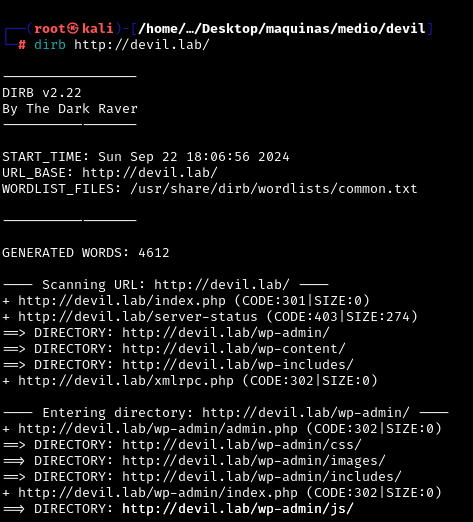 ┌──(root㉿kali)-[/home/…/Desktop/maquinas/medio/devil]
└─# dirb http://devil.lab/
-----------------
DIRB v2.22
By The Dark Raver
-----------------
START_TIME: Sun Sep 22 18:06:56 2024
URL_BASE: http://devil.lab/
WORDLIST_FILES: /usr/share/dirb/wordlists/common.txt
-----------------
GENERATED WORDS: 4612
---- Scanning URL: http://devil.lab/ ----
+ http://devil.lab/index.php (CODE:301|SIZE:0)
+ http://devil.lab/server-status (CODE:403|SIZE:274)
==> DIRECTORY: http://devil.lab/wp-admin/
==> DIRECTORY: http://devil.lab/wp-content/
==> DIRECTORY: http://devil.lab/wp-includes/
+ http://devil.lab/xmlrpc.php (CODE:302|SIZE:0)
---- Entering directory: http://devil.lab/wp-admin/ ----
+ http://devil.lab/wp-admin/admin.php (CODE:302|SIZE:0)
==> DIRECTORY: http://devil.lab/wp-admin/css/
==> DIRECTORY: http://devil.lab/wp-admin/images/
==> DIRECTORY: http://devil.lab/wp-admin/includes/
+ http://devil.lab/wp-admin/index.php (CODE:302|SIZE:0)
==> DIRECTORY: http://devil.lab/wp-admin/js/